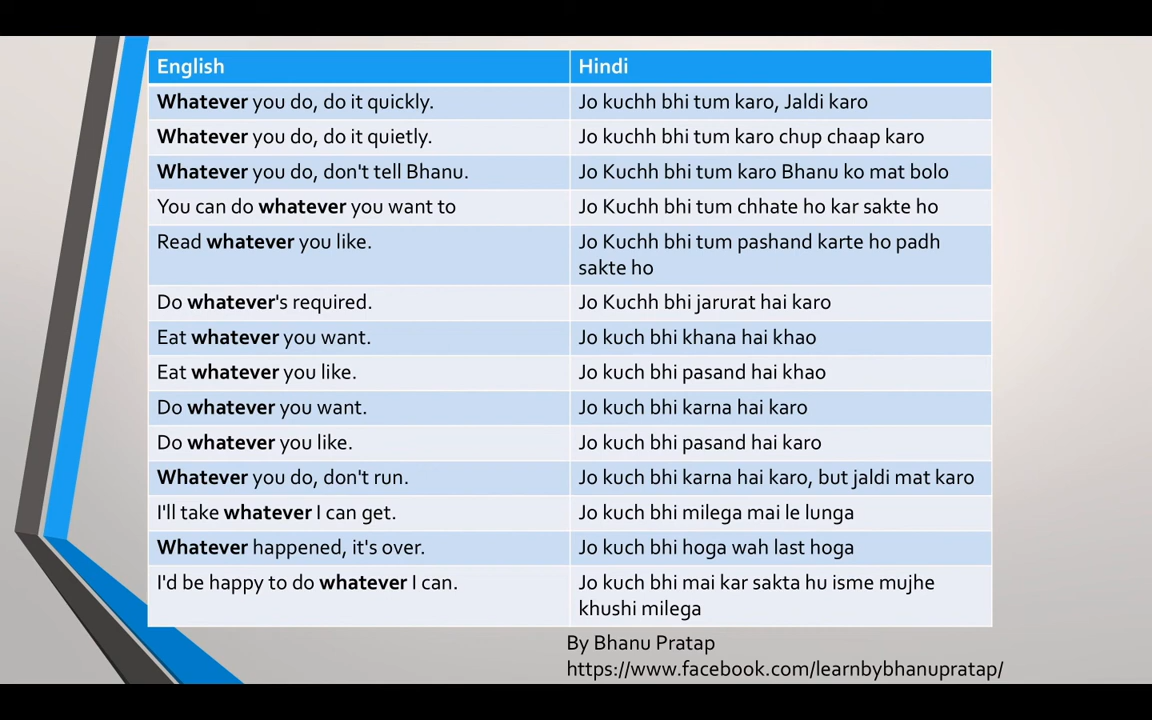 English Hindi
Whatever you do, do it quickly. Jo kuchh bhi tum karo, Jaldi karo
Whatever you do, do it quietly. Jo kuchh bhi tum karo chup chaap karo
Whatever you do, don't tell Bhanu. Jo Kuchh bhi tum karo Bhanu ko mat bolo
You can do whatever you want to Jo Kuchh bhi tum chhate ho kar sakte ho
Read whatever you like. Jo Kuchh bhi tum pashand karte ho padh
sakte ho
Do whatever's required. Jo Kuchh bhi jarurat hai karo
Eat whatever you want. Jo kuch bhi khana hai khao
Eat whatever you like. Jo kuch bhi pasand hai khao
Do whatever you want. Jo kuch bhi karna hai karo
Do whatever you like. Jo kuch bhi pasand hai karo
Whatever you do, don't run. Jo kuch bhi karna hai karo, but jaldi mat karo
I'll take whatever I can get. Jo kuch bhi milega mai le lunga
Whatever happened, it's over. Jo kuch bhi hoga wah last hoga
I'd be happy to do whatever I can. Jo kuch bhi mai kar sakta hu isme mujhe
khushi milega
By Bhanu Pratap
https://www.facebook.com/learnbybhanupratap/